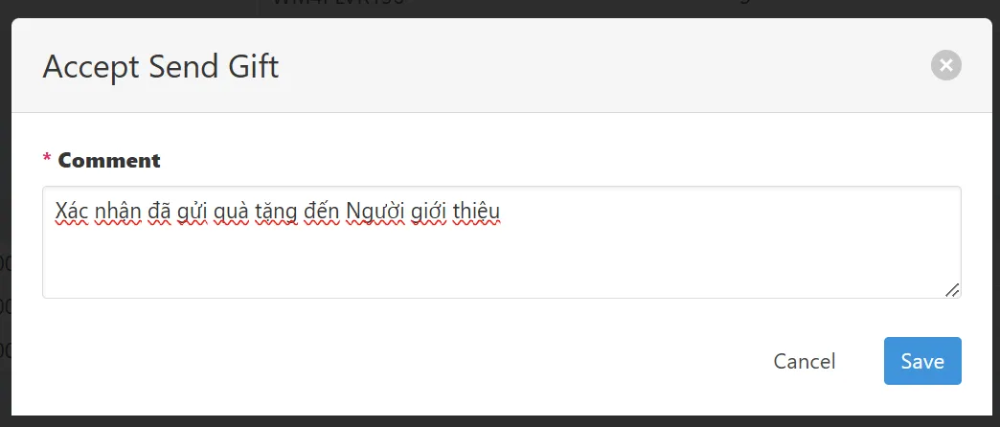 Accept Send Gift
* Comment
Xác nhận đã gửi quà tặng đến Người giới thiệu
Cancel
Save